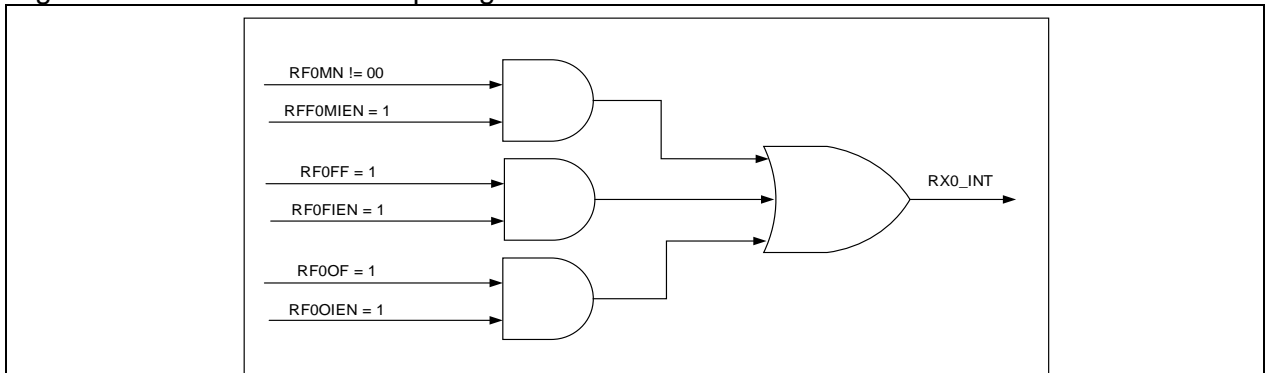 RF0MN != 00
RFF0MIEN = 1
RF0FF = 1
RF0FIEN = 1
RX0_INT
RF0OF = 1
RF0OIEN = 1